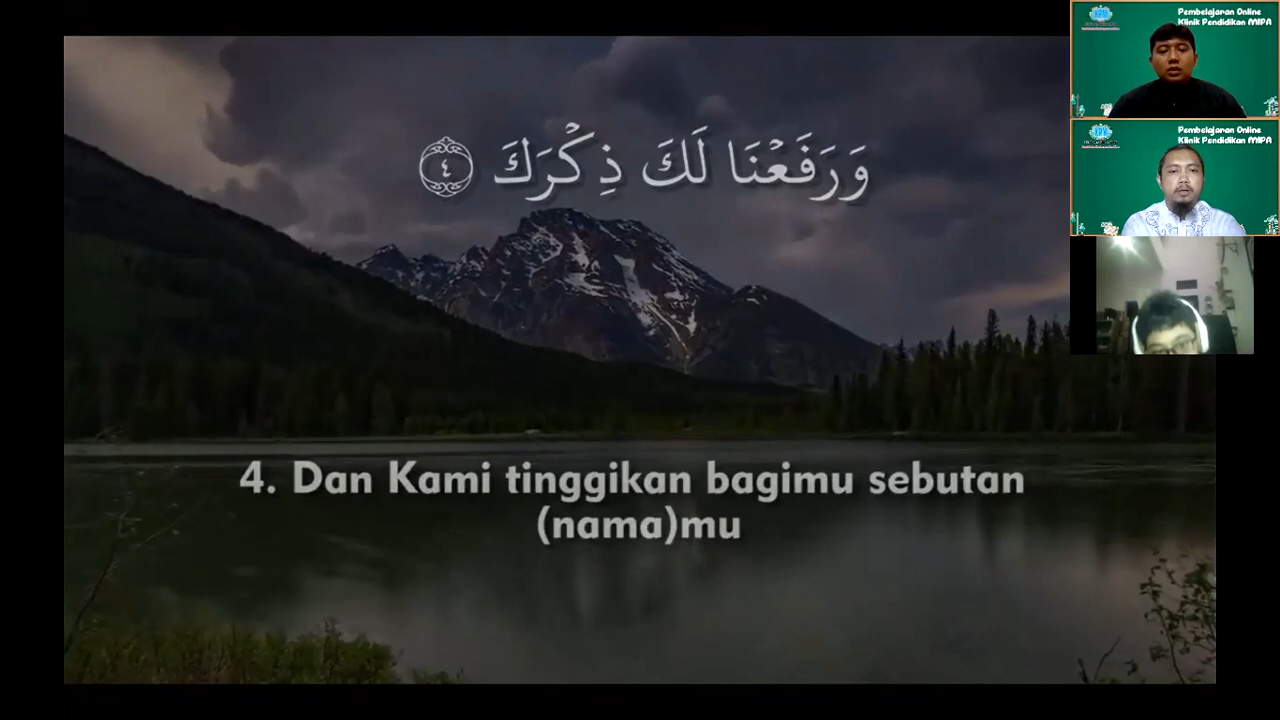 وَرَفَعْنَا لَكَ ذِكْرَكَ ٤
4. Dan Kami tinggikan bagimu sebutan
(nama)mu
Pembelajaran Online
Klinik Pendidikan MIPA
Pembelajaran Online
Klinik Pendidikan MIPA